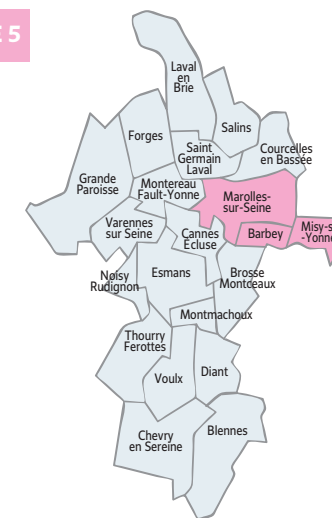 5
Laval
en
Brie
Salins
Forges
Saint
Germain
Laval
Courcelles
en Bassée
Grande
Paroisse
Montereau
Fault-Yonne
Marolles-
sur-Seine
Varennes
sur Seine
Cannes
Écluse
Barbey
Misy-s
-Yonne
Noisy
Rudignon
Esmans
Brosse
Montceaux
Montmachoux
Thourry
Ferottes
Voulx
Diant
Chevry
en Sereine
Blennes